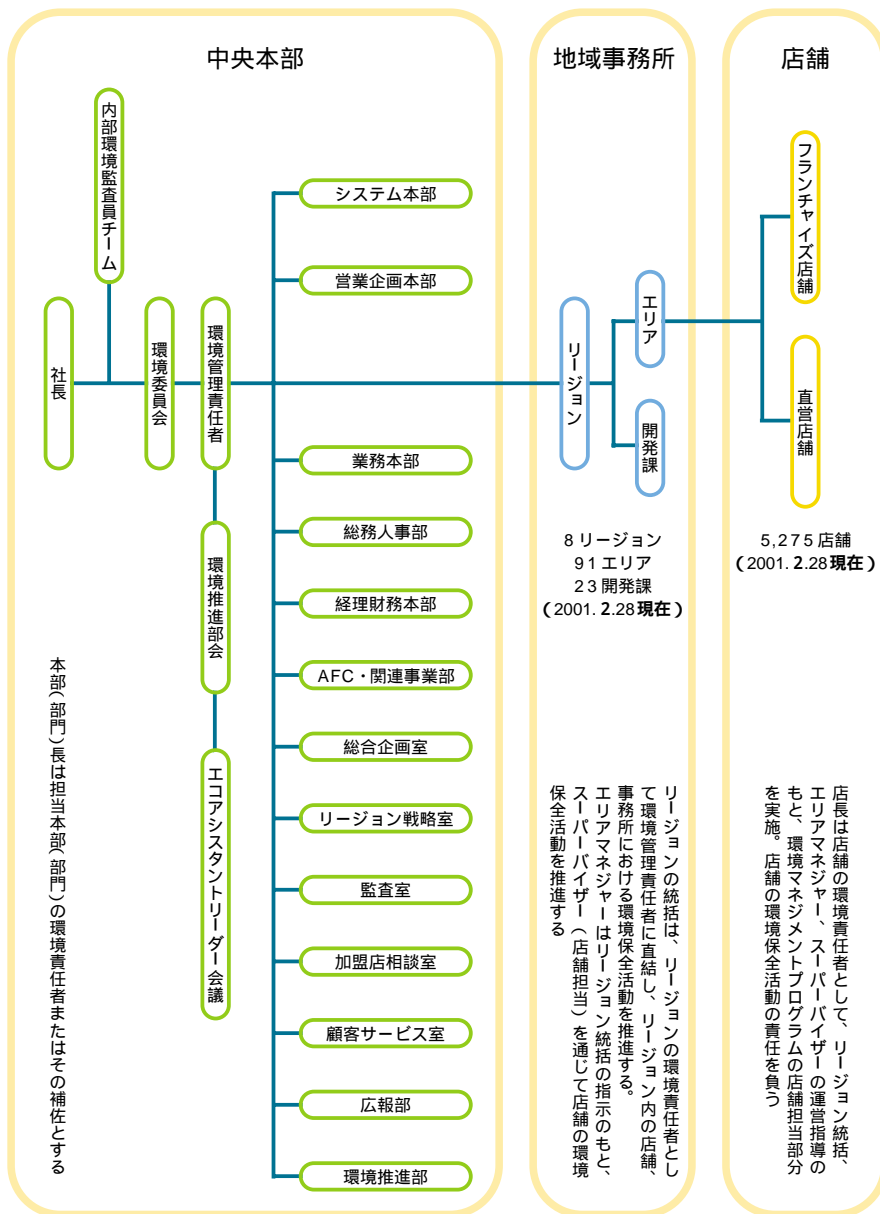 中央本部
内部環境監査員チーム
社長
環境委員会
環境管理責任者
環境推進部会
エコアシスタントリーダー会議
システム本部
営業企画本部
業務本部
総務人事部
経理財務本部
AFC・関連事業部
総合企画室
リージョン戦略室
監査室
加盟店相談室
顧客サービス室
広報部
環境推進部
本部(部門)長は担当本部(部門)の環境責任者またはその補佐とする
地域事務所
リージョン
エリア
開発課
8リージョン
91エリア
23開発課
(2001.2.28現在)
リージョンの統括は、リージョンの環境責任者とし
て環境管理責任者に直結し、リージョン内の店舗、
事務所における環境保全活動を推進する。
エリアマネジャーはリージョン統括の指示のもと、
スーパーバイザー(店舗担当)を通じて店舗の環境
保全活動を推進する
店舗
フランチャイズ店舗
直営店舗
5,275店舗
(2001.2.28現在)
店長は店舗の環境責任者として、リージョン統括、
エリアマネジャー、スーパーバイザーの運営指導の
もと、環境マネジメントプログラムの店舗担当部分
を実施。店舗の環境保全活動の責任を負う